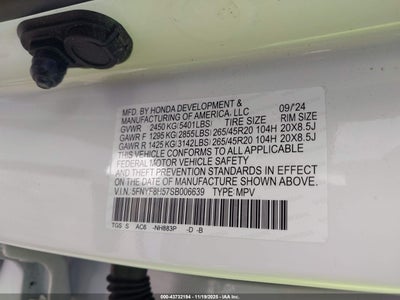 MFD. BY HONDA DEVELOPMENT & 09/24
MANUFACTURING OF AMERICA, LLC
GVWR 2450 KG(5401LBS) TIRE SIZE RIM SIZE
GAWR F 1295 KG(2855LBS) 265/45R20 104H 20X8.5J
GAWR R 1425 KG(3142LBS) 265/45R20 104H 20X8.5J
THIS VEHICLE CONFORMS TO ALL APPLICABLE
FEDERAL MOTOR VEHICLE SAFETY
AND THEFT PREVENTION STANDARDS IN EFFECT ON THE
DATE OF MANUFACTURE SHOWN ABOVE.
V.I.N.: 5FNYF8H57SB006639 TYPE: MPV
TGS S AC6 -NH883P -D -B
000-43732184 - 11/19/2025 - IAA Holdings, LLC